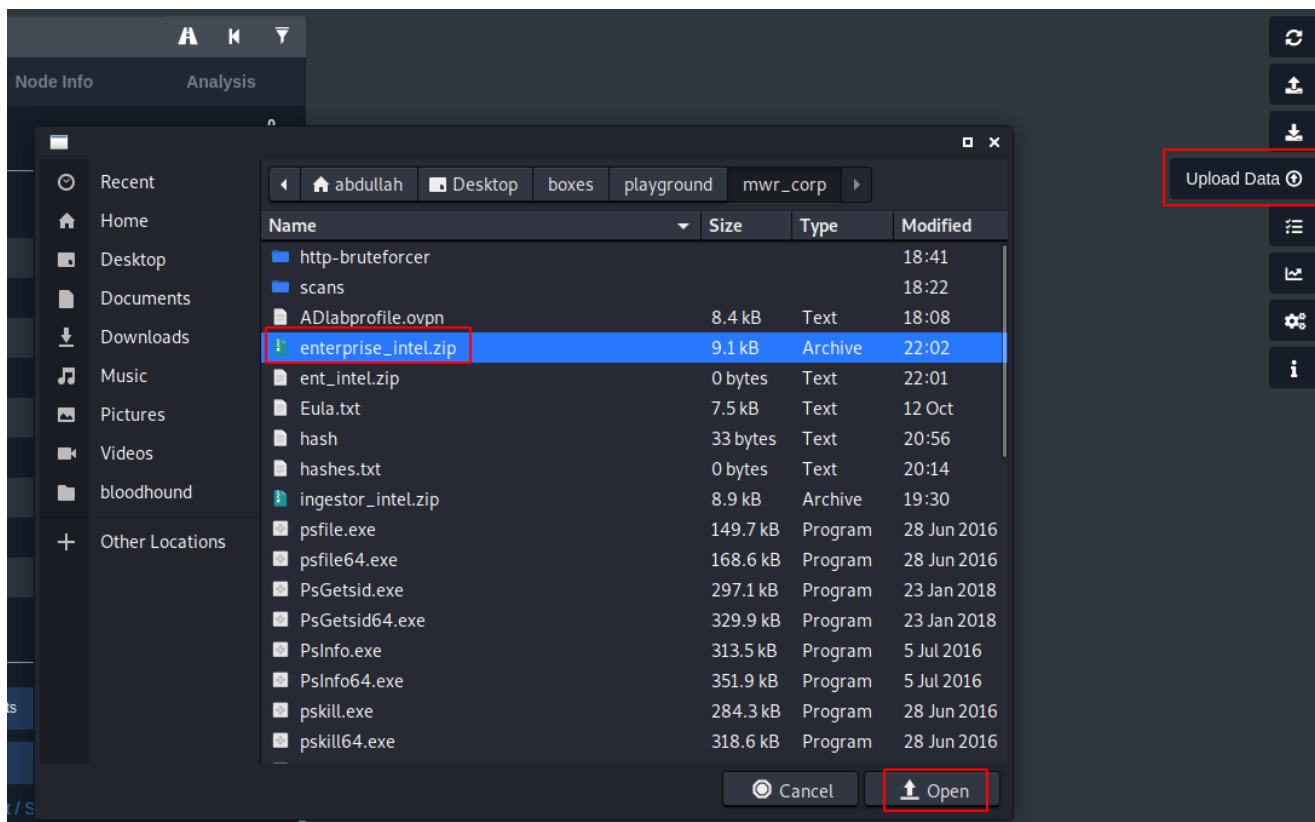 Node Info Analysis
0
Upload Data
Recent
Home
Desktop
Documents
Downloads
Music
Pictures
Videos
bloodhound
Other Locations
abdullah Desktop boxes playground mwr_corp
Name Size Type Modified
http-bruteforcer 18:41
scans 18:22
ADlabprofile.ovpn 8.4 kB Text 18:08
enterprise_intel.zip 9.1 kB Archive 22:02
ent_intel.zip 0 bytes Text 22:01
Eula.txt 7.5 kB Text 12 Oct
hash 33 bytes Text 20:56
hashes.txt 0 bytes Text 20:14
ingestor_intel.zip 8.9 kB Archive 19:30
psfile.exe 149.7 kB Program 28 Jun 2016
psfile64.exe 168.6 kB Program 28 Jun 2016
PsGetsid.exe 297.1 kB Program 23 Jan 2018
PsGetsid64.exe 329.9 kB Program 23 Jan 2018
PsInfo.exe 313.5 kB Program 5 Jul 2016
PsInfo64.exe 351.9 kB Program 5 Jul 2016
pskill.exe 284.3 kB Program 28 Jun 2016
pskill64.exe 318.6 kB Program 28 Jun 2016
ts
t / S
Cancel Open